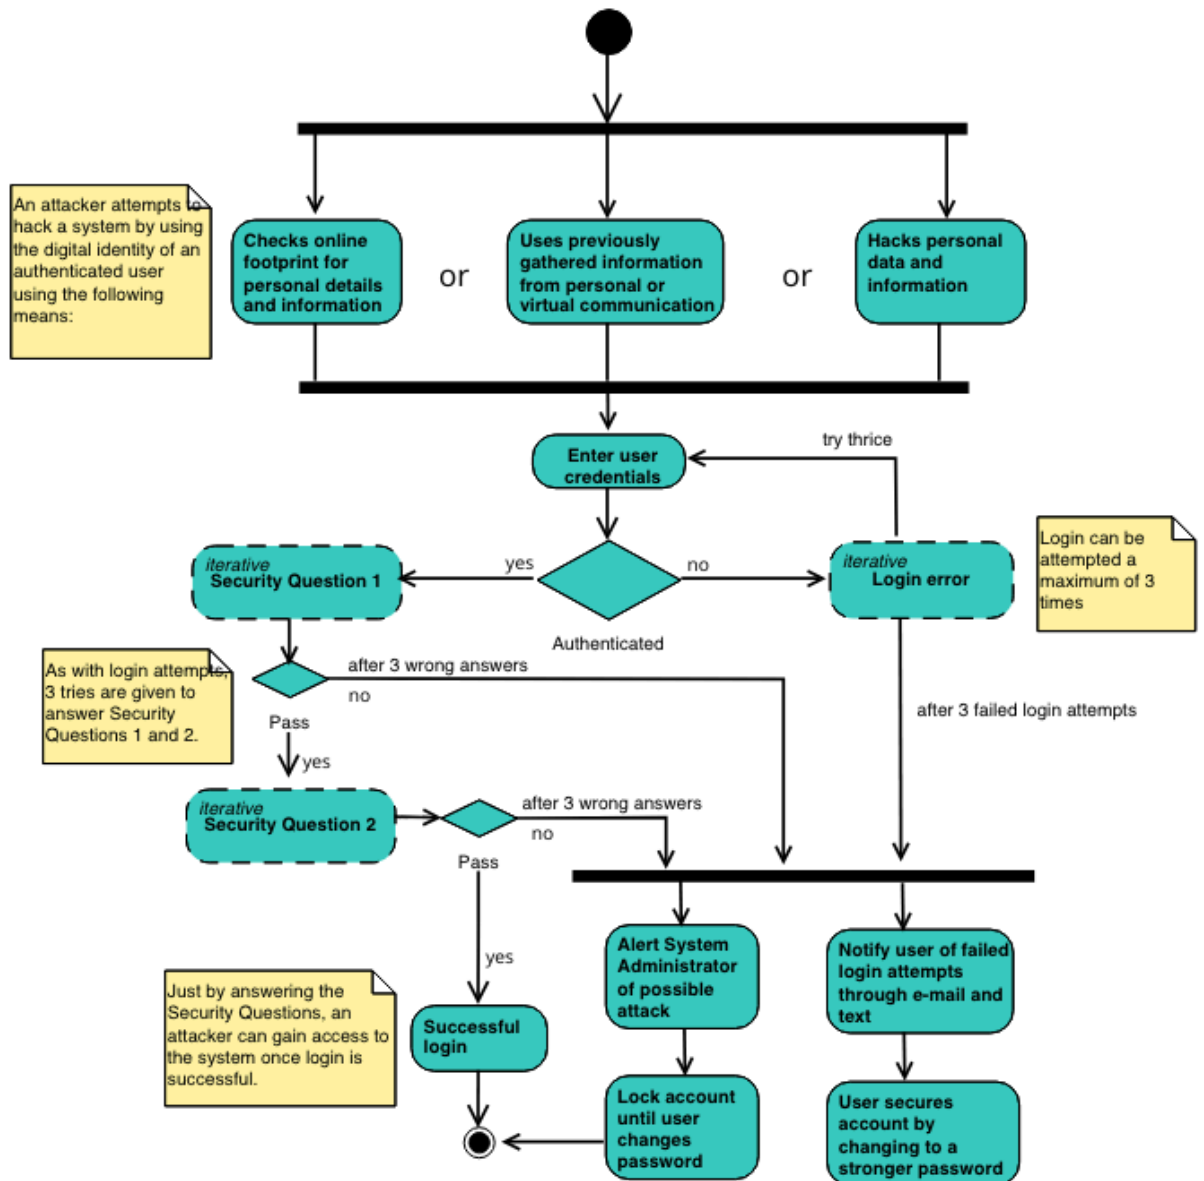 An attacker attempts to
hack a system by using
the digital identity of an
authenticated user
using the following
means:
Checks online
footprint for
personal details
and information
or
Uses previously
gathered information
from personal or
virtual communication
or
Hacks personal
data and
information
Enter user
credentials
try thrice
Login can be
attempted a
maximum of 3
times
iterative
Security Question 1
yes
no
iterative
Login error
Authenticated
As with login attempts,
3 tries are given to
answer Security
Questions 1 and 2.
after 3 wrong answers
no
Pass
yes
after 3 failed login attempts
iterative
Security Question 2
after 3 wrong answers
no
Pass
yes
Just by answering the
Security Questions, an
attacker can gain access to
the system once login is
successful.
Successful
login
Alert System
Administrator
of possible
attack
Notify user of failed
login attempts
through e-mail and
text
Lock account
until user
changes
password
User secures
account by
changing to a
stronger password